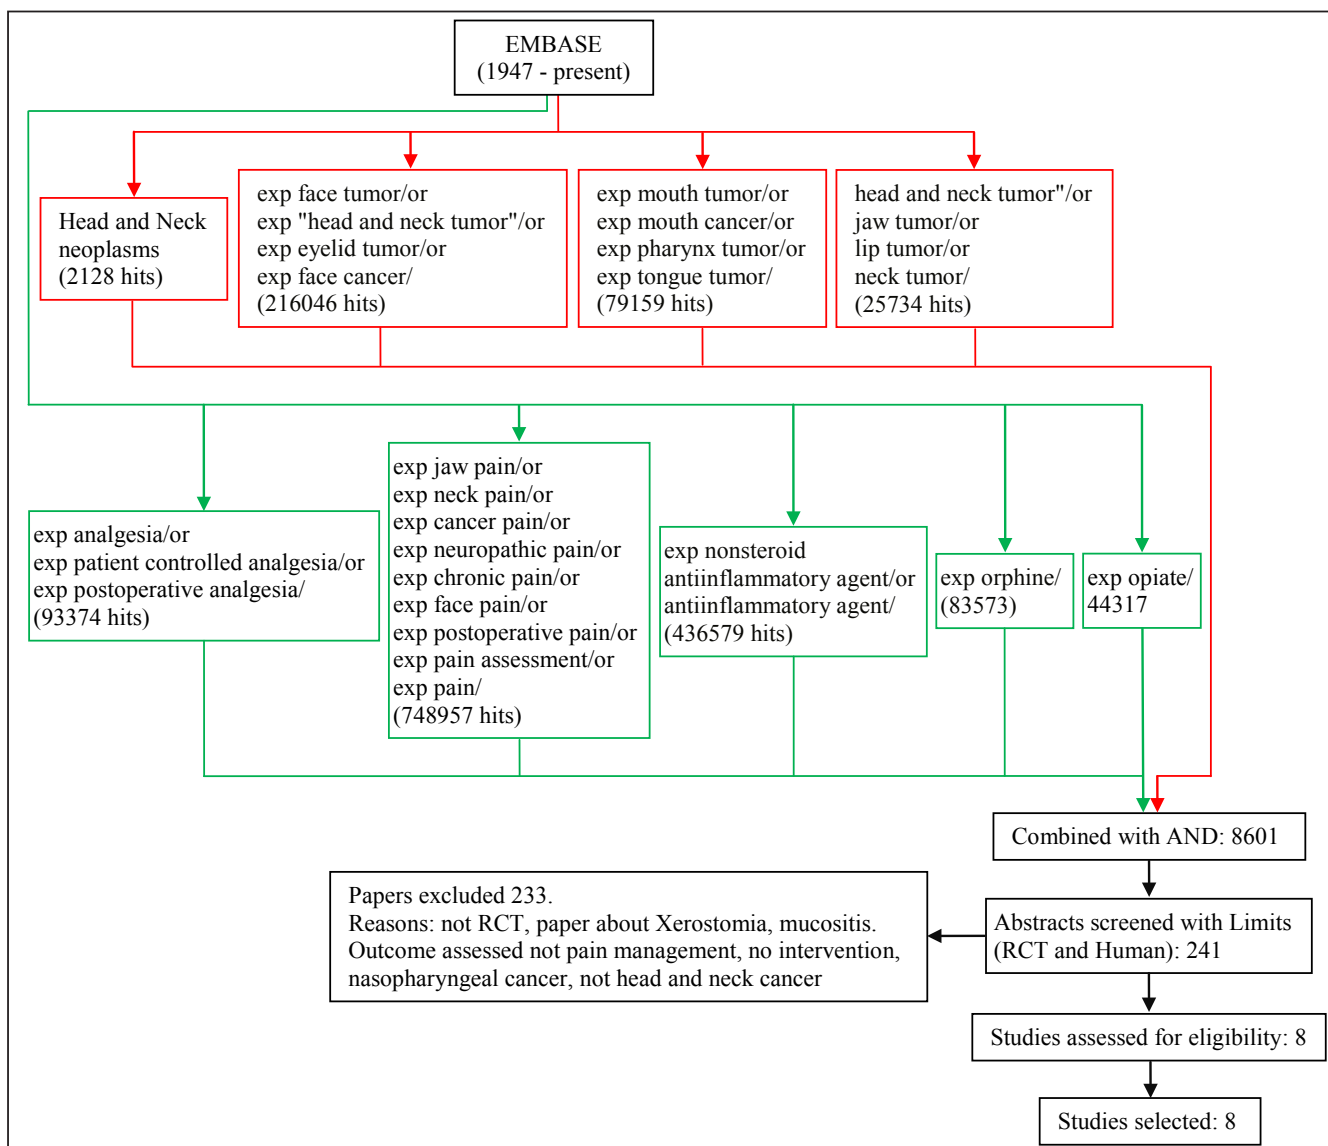 EMBASE
(1947 - present)
Head and Neck
neoplasms
(2128 hits)
exp face tumor/or
exp "head and neck tumor"/or
exp eyelid tumor/or
exp face cancer/
(216046 hits)
exp mouth tumor/or
exp mouth cancer/or
exp pharynx tumor/or
exp tongue tumor/
(79159 hits)
head and neck tumor"/or
jaw tumor/or
lip tumor/or
neck tumor/
(25734 hits)
exp analgesia/or
exp patient controlled analgesia/or
exp postoperative analgesia/
(93374 hits)
exp jaw pain/or
exp neck pain/or
exp cancer pain/or
exp neuropathic pain/or
exp chronic pain/or
exp face pain/or
exp postoperative pain/or
exp pain assessment/or
exp pain/
(748957 hits)
exp nonsteroid
antiinflammatory agent/or
antiinflammatory agent/
(436579 hits)
exp orphine/
(83573)
exp opiate/
44317
Combined with AND: 8601
Papers excluded 233.
Reasons: not RCT, paper about Xerostomia, mucositis.
Outcome assessed not pain management, no intervention,
nasopharyngeal cancer, not head and neck cancer
Abstracts screened with Limits
(RCT and Human): 241
Studies assessed for eligibility: 8
Studies selected: 8